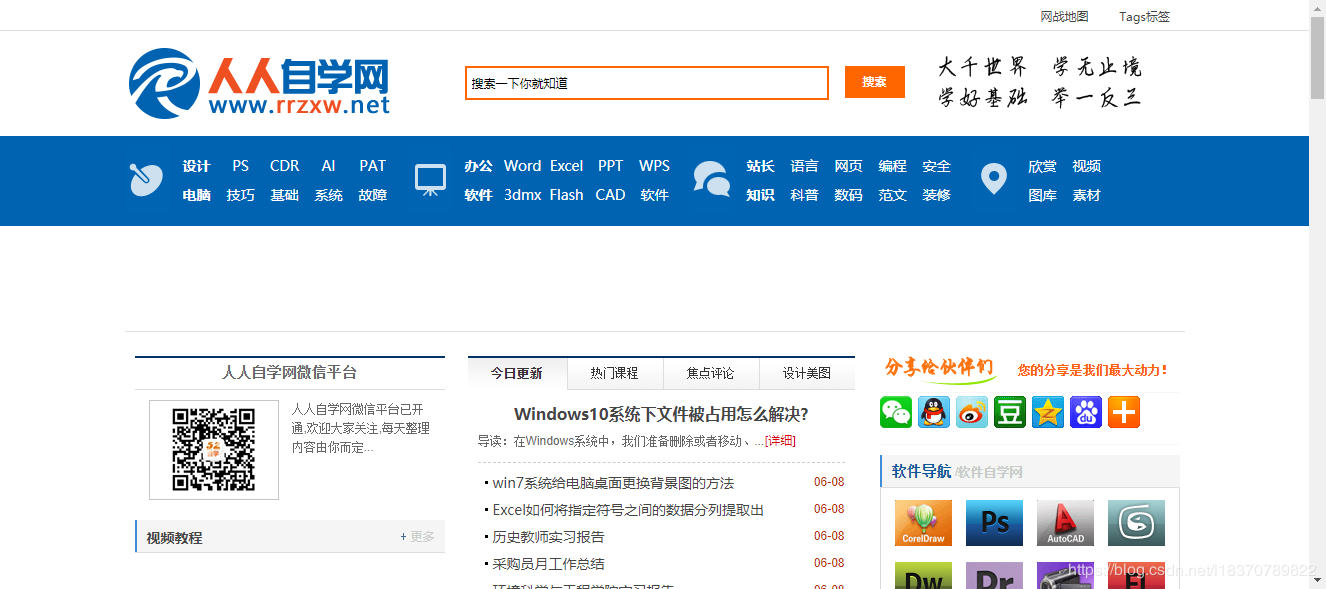 网战地图 Tags标签
人人自学网
www.rrzxw.net
搜索一下你就知道 搜索
大千世界 学无止境
学好基础 举一反三
设计 PS CDR AI PAT 办公 Word Excel PPT WPS 站长 语言 网页 编程 安全 欣赏 视频
电脑 技巧 基础 系统 故障 软件 3dmx Flash CAD 软件 知识 科普 数码 范文 装修 图库 素材
人人自学网微信平台
人人自学网微信平台已开
通,欢迎大家关注,每天整理
内容由你而定...
视频教程 + 更多
今日更新 热门课程 焦点评论 设计美图
Windows10系统下文件被占用怎么解决?
导读：在Windows系统中，我们准备删除或者移动、...[详细]
win7系统给电脑桌面更换背景图的方法 06-08
Excel如何将指定符号之间的数据分列提取出 06-08
历史教师实习报告 06-08
采购员月工作总结 06-08
环境科学与工程学院实习报告 06-08
分享给伙伴们 您的分享是我们最大动力！
豆 du
软件导航 /软件自学网
CorelDraw Ps AutoCAD S
Dw Pr Fl
https://blog.csdn.net/l18370789822